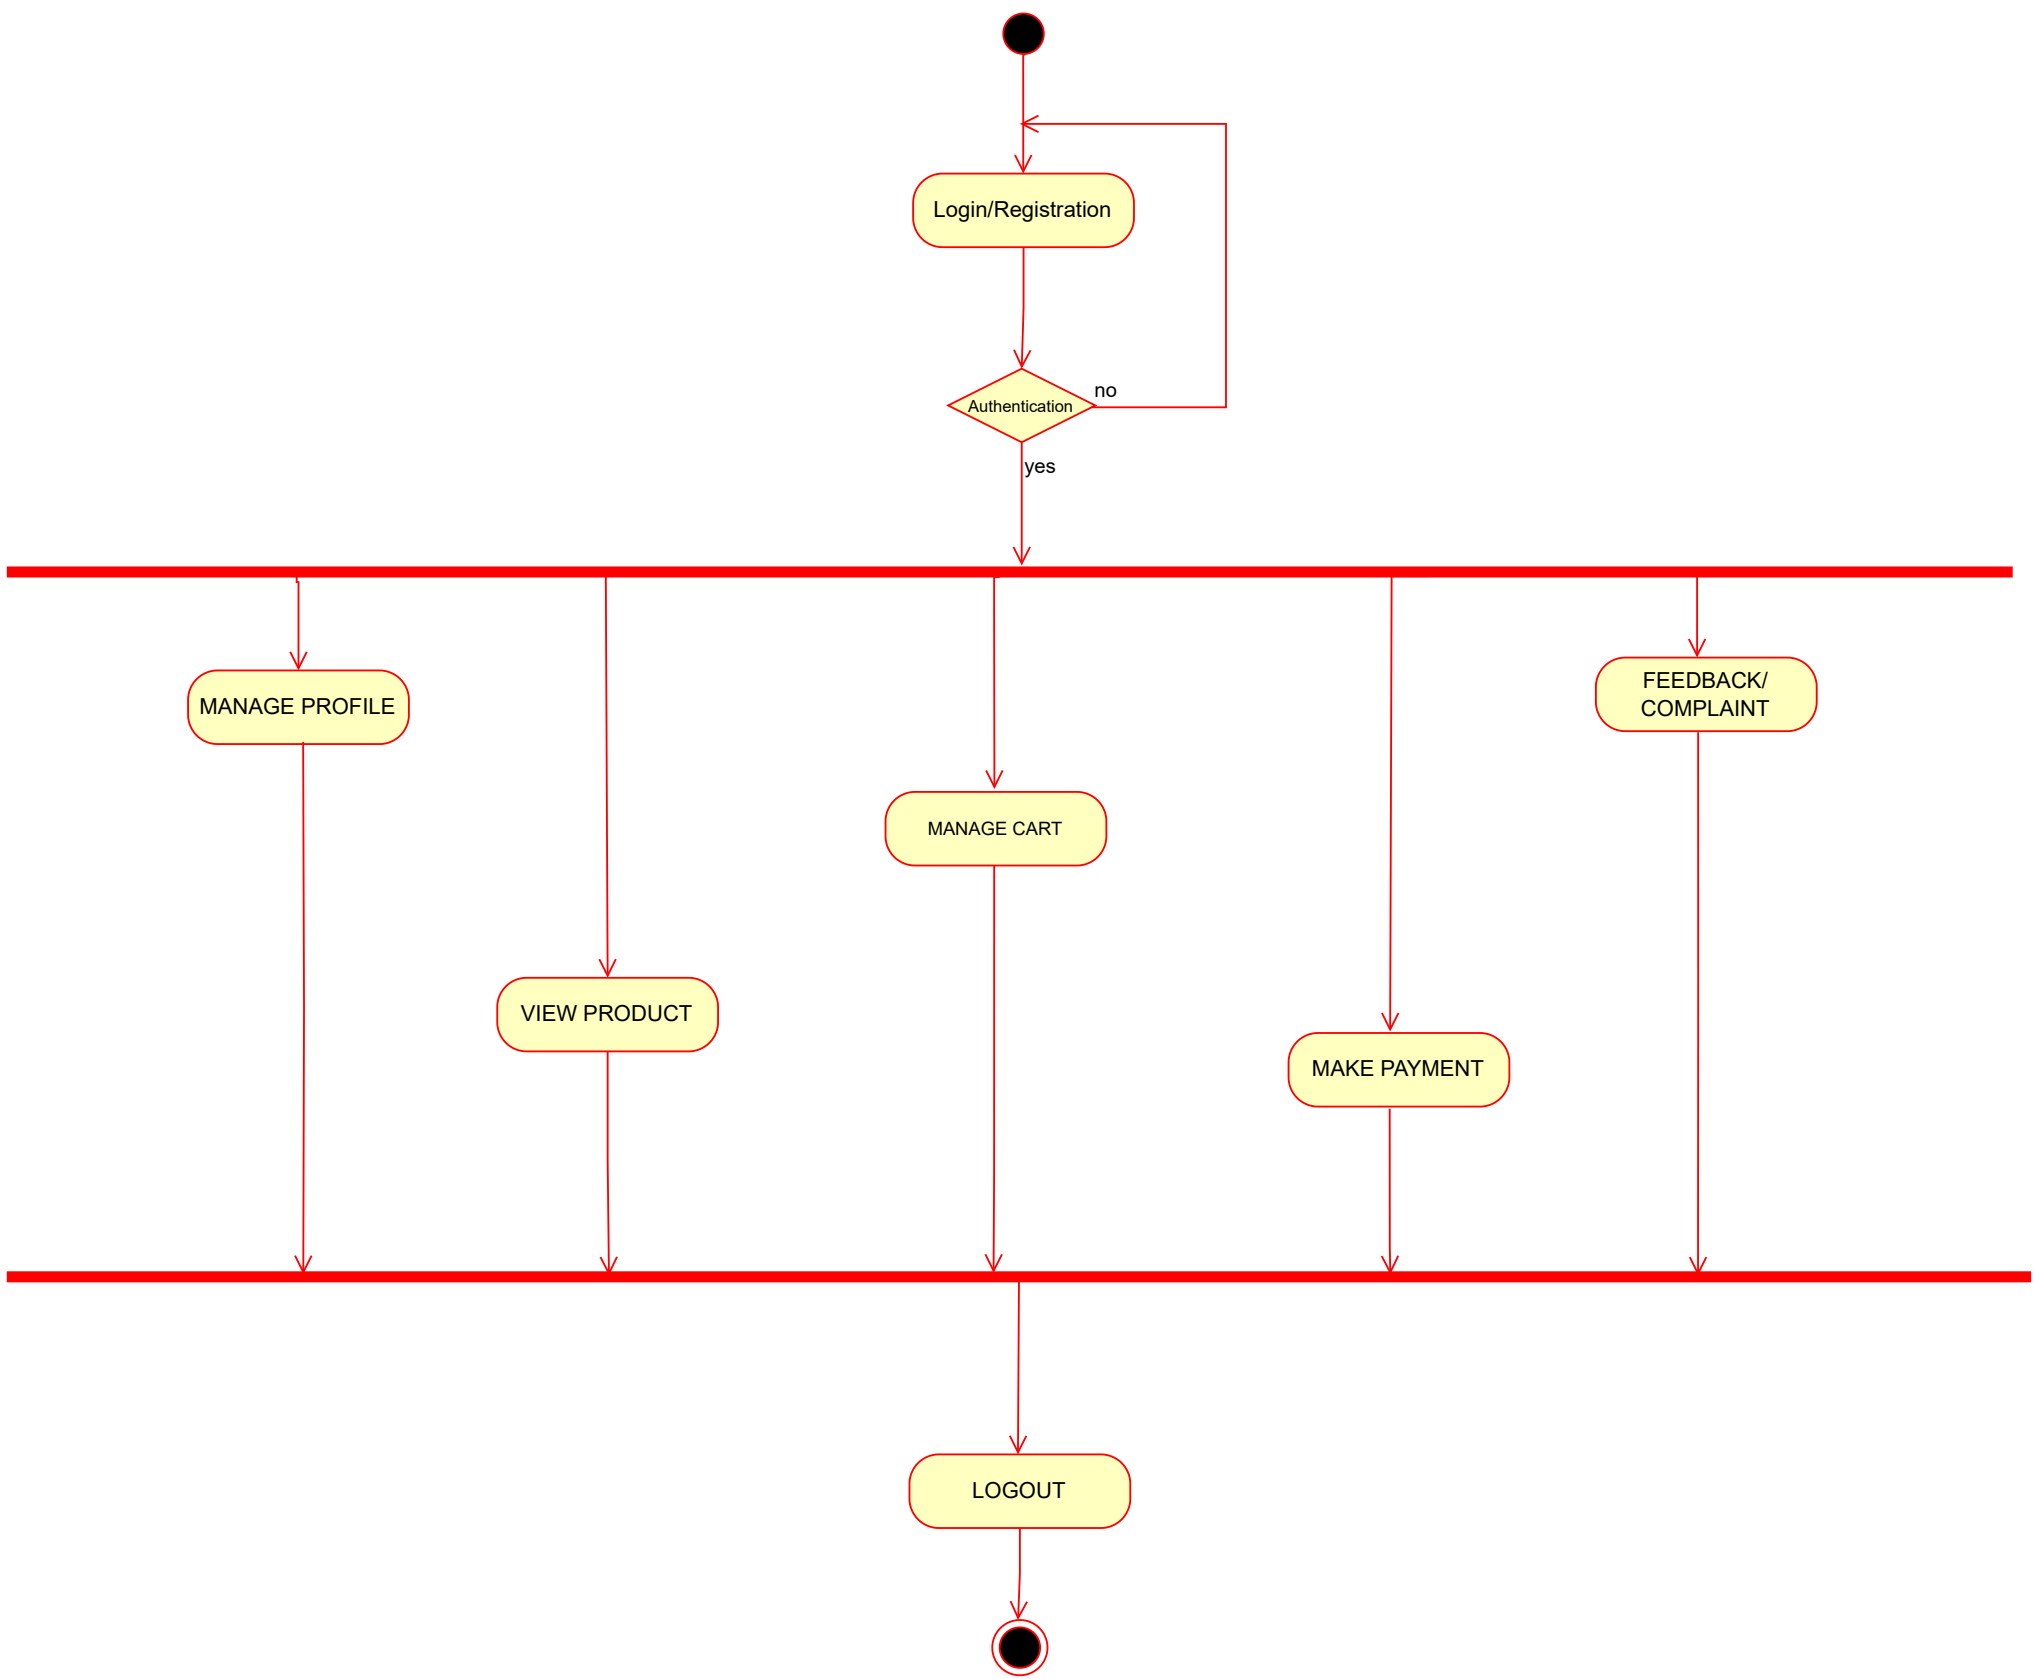 Login/Registration
Authentication
no
yes
MANAGE PROFILE
FEEDBACK/
COMPLAINT
MANAGE CART
VIEW PRODUCT
MAKE PAYMENT
LOGOUT